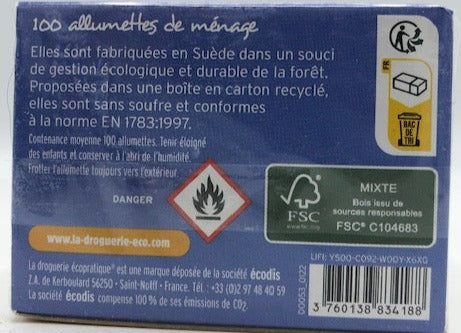 100 allumettes de ménage
Elles sont fabriquées en Suède dans un souci
de gestion écologique et durable de la forêt.
Proposées dans une boîte en carton recyclé,
elles sont sans soufre et conformes
à la norme EN 1783:1997.
Contenance moyenne 100 allumettes. Tenir éloigné
des enfants et conserver à l'abri de l'humidité.
Frotter l'allumette toujours vers l'extérieur.
DANGER
www.la-droguerie-eco.com
La droguerie écopratique® est une marque déposée de la société écodis
Z.A. de Kerboulard 56250 - Saint-Nolff - France. Tél. : +33 (0)2 97 48 40 59
La société écodis compense 100 % de ses émissions de CO2.
FR
BAC
DE
TRI
FSC
MIXTE
Bois issu de
sources responsables
FSC® C104683
UFI: Y500-C092-W00Y-X6XG
00G03_0322
3 760138 834188